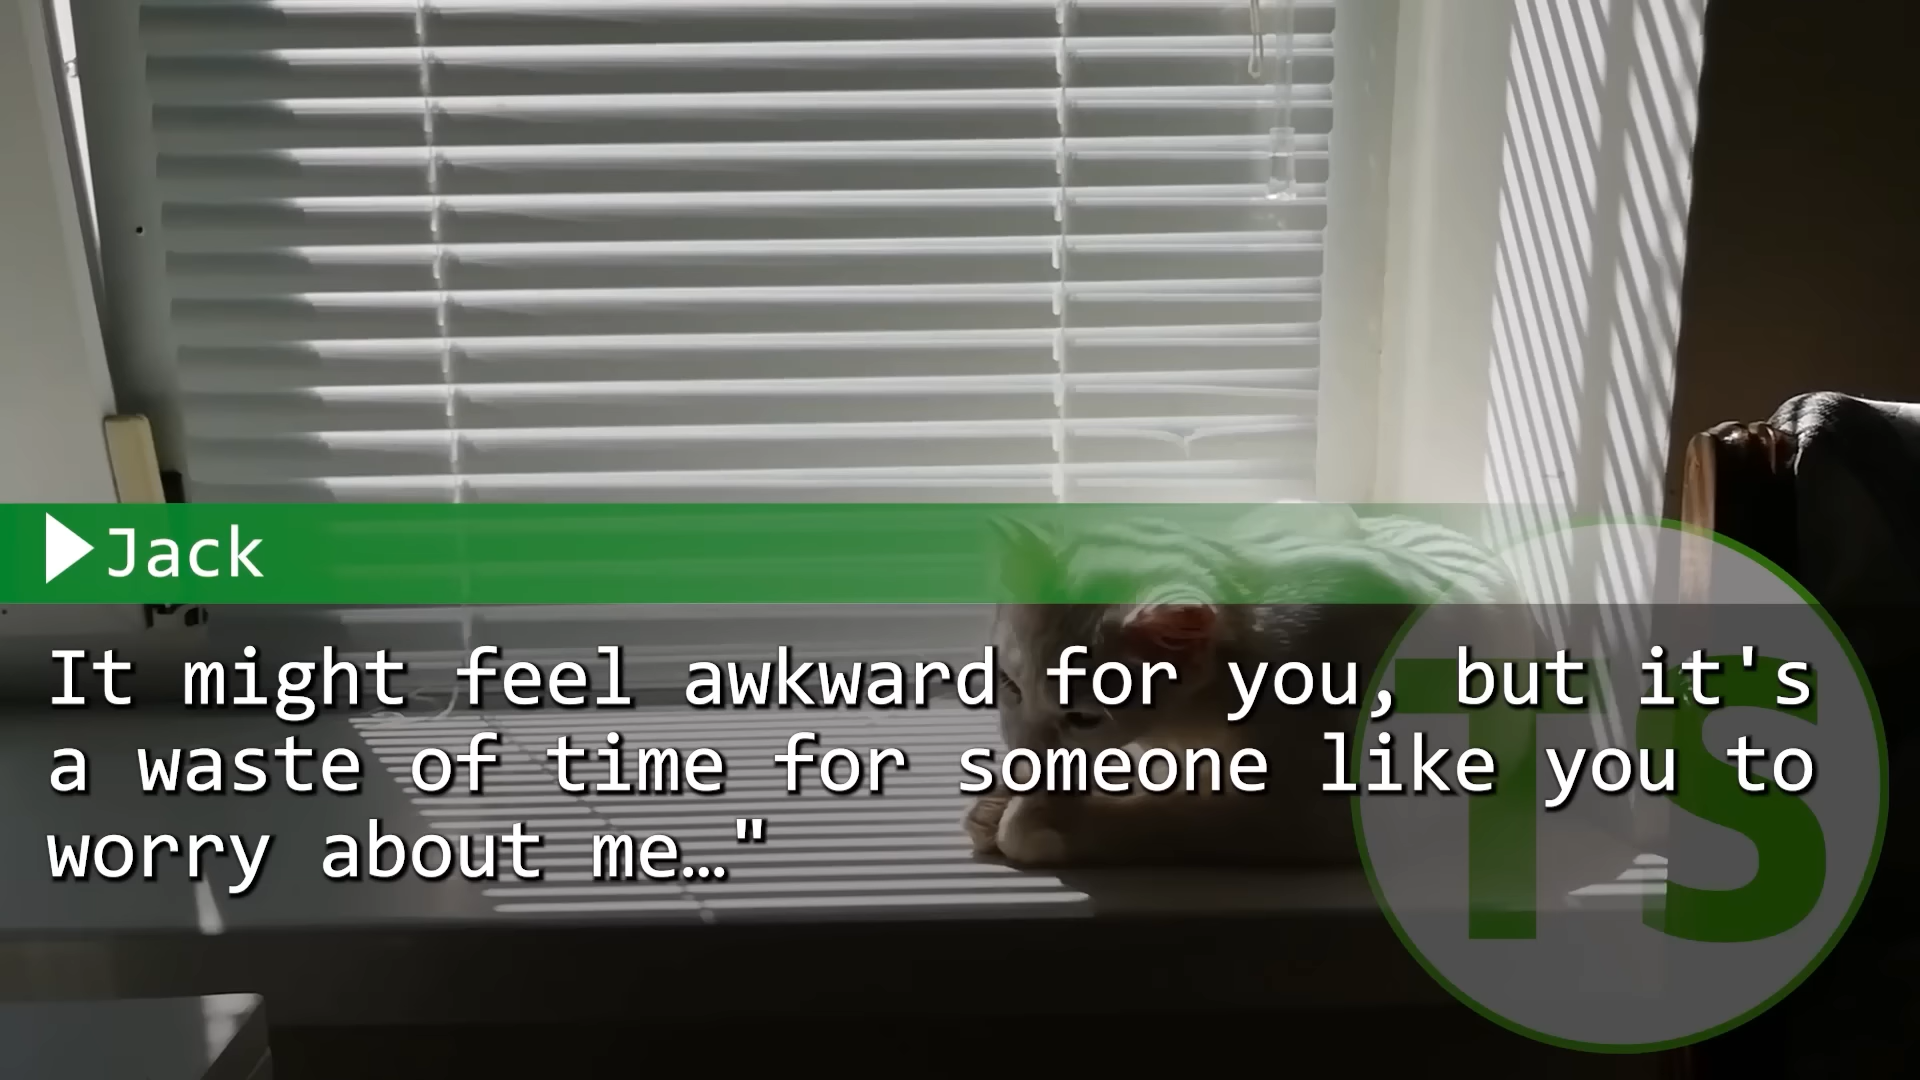 Jack
It might feel awkward for you, but it's
a waste of time for someone like you to
worry about me…"
TS